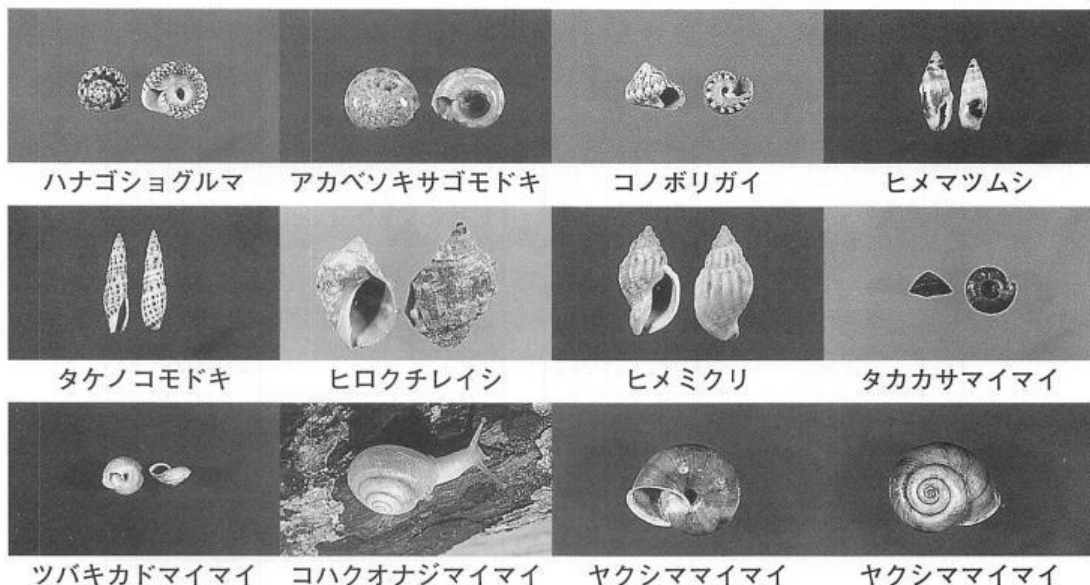 ハナゴショグルマ
アカベソキサゴモドキ
コノボリガイ
ヒメマツムシ
タケノコモドキ
ヒロクチレイシ
ヒメミクリ
タカカサマイマイ
ツバキカドマイマイ
コハクオナジマイマイ
ヤクシママイマイ
ヤクシママイマイ